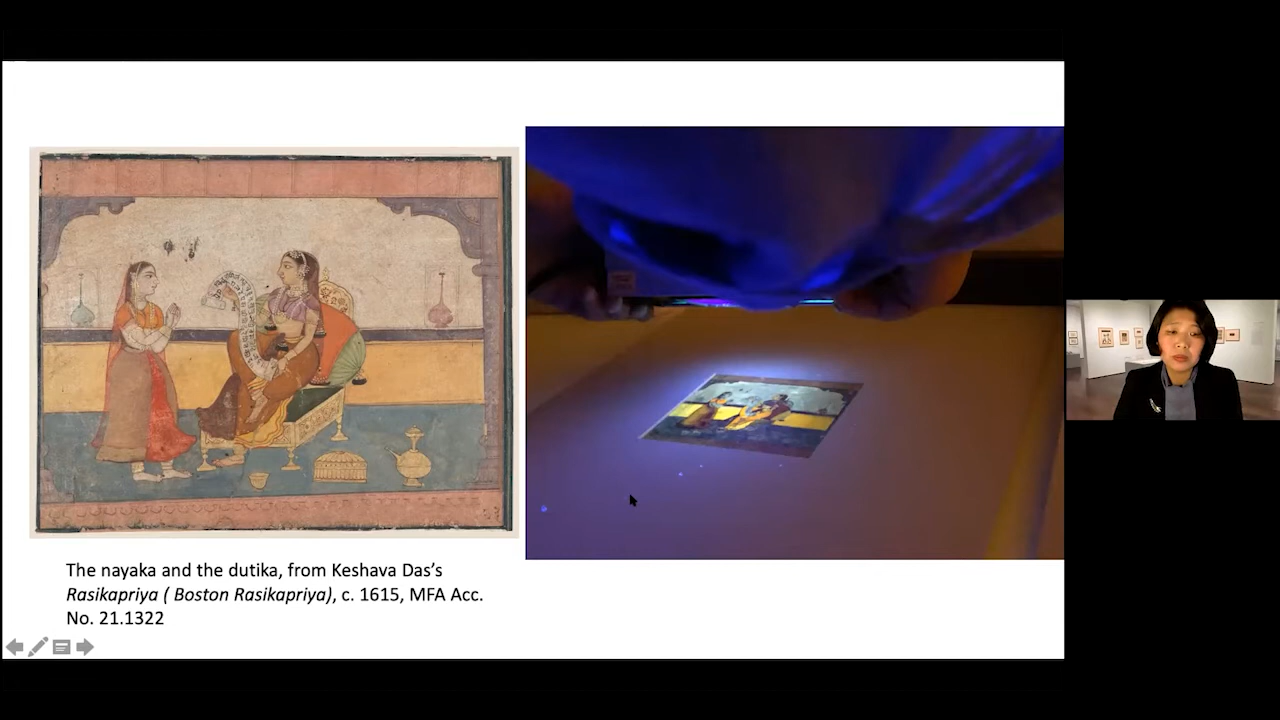 The nayaka and the dutika, from Keshava Das’s
Rasikapriya ( Boston Rasikapriya), c. 1615, MFA Acc.
No. 21.1322